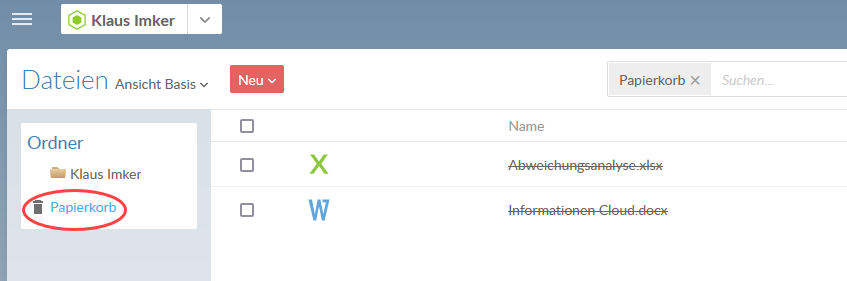 Klaus Imker
Dateien Ansicht Basis Neu Papierkorb Suchen...
Ordner
Klaus Imker
Papierkorb
Name
Abweichungsanalyse.xlsx
Informationen Cloud.docx